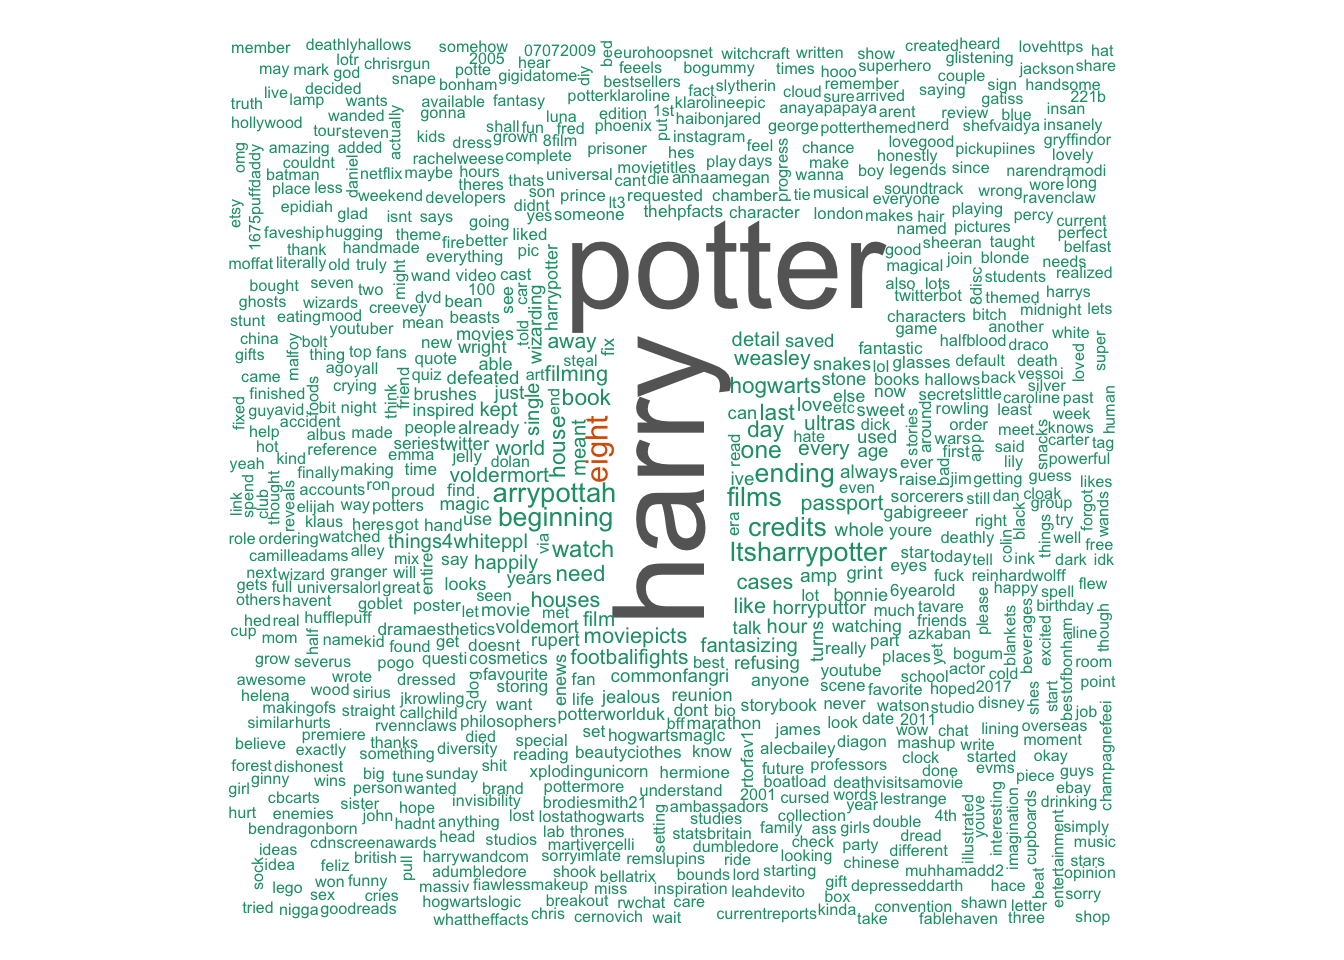 member deathlyhallows somehow 07072009 bed eurohoopsnet witchcraft written show createdheard lovehttps hat
lotr chrisrgun 2005 hear feeels bogummy times hooo superhero glistening jackson share
may mark god potte gigidatome diy bestsellers fact slytherin cloud remember saying couple sign handsome
live decided snape bonham potterklaroline sure arrived gatiss 221b
truth lamp wants available fantasy edition 1st klarolineepic anayapapaya arent review blue insan
hollywood wanded gonna luna put haibonjared george potterthemed nerd shefvaidya insanely
tour steven actually kids dress shall fun fred phoenix instagram feel chance lovegood pickupiines gryffindor
omg amazing added grown 8film prisoner hes honestly lovely
couldnt rachelweese complete movietitles play days progress make boy legends since narendramodi
batman daniel netflix maybe hours theres thats universal cant die annaamegan wanna soundtrack wrong wore long
1675puffdaddy place less weekend developers son prince lt3 requested chamber tie musical everyone ravenclaw
etsy epidiah glad isnt says going didnt yes someone thehpfacts character london makes hair playing percy current
faveship hugging theme fire better liked potter named pictures perfect
thank handmade everything pic good sheeran taught belfast
moffat literally old truly might wand video cast harrypotter magical join blonde needs
bought seven two 100 see car also lots 8disc students realized
ghosts wizards creevey dvd bean wizarding twitterbot themed harrys
stunt eatingmood mean beasts told characters bitch midnight lets
youtuber movies away fix harry detail saved game another white
china bolt new wright steal weasley fantastic halfblood draco super
gifts malfoy thing top fans quote able art filming snakes lol glasses default death loved
came agoyall quiz defeated hogwarts stone books hallows back vessoi
finished crying friend brushes just single book end else now secrets little silver
fixed guyavid foods bit night think inspired kept eight can last love etc sweet rowling caroline past human
accident people already house meant day ultras dick stories around order least week
help albus made series twitter world hate used wars app meet knows
hot reference emma jelly dolan read one every age first said snacks carter tag
yeah kind finally making time voldermort ive ending always ever bad lily powerful
link spend club thought reveals accounts ron proud find arrypottah era films even raise jim getting guess likes
elijah way potters magic passport sorcerers still dan cloak forgot wands
klaus heres got hand use beginning gabigreeer right colin black things group
role ordering watched things4whiteppl via credits whole youre deathly try well free
camilleadams alley mix say happily watch ltsharrypotter star today tell ink dark idk
next wizard granger will entire looks years need cases amp grint eyes fuck reinhardwolff
gets full universalorl great seen houses lot bonnie 6yearold happy spell flew
others havent goblet poster let movie met film like horryputtor much tavare please blankets beverages birthday
hed real hufflepuff dramaesthetics voldemort talk hour watching friends excited line though
cup mom half namekid found get doesnt rupert moviepicts fantasizing turns really part azkaban yet bogum
grow severus pogo questi cosmetics footbalifights best refusing places actor room
awesome wrote dressed dog favourite enews fan commonfangri anyone youtube school cold shes bestofbonham point
helena wood sirius jkrowling storing life jealous reunion scene favorite hoped 2017 start
makingofs straight callchild cry want potterworlduk dont bio storybook never watson studio disney job
similarhurts rvennclaws philosophers set bff marathon james look date 2011 lining overseas champagnefeei
premiere thanks died special hogwartsmaglc rtorfav1 wow chat moment
believe exactly something diversity reading beautyclothes know alecbailey diagon mashup write
forest dishonest shit xplodingunicorn hermione future professors clock started okay
ginny wins big tune sunday pottermore understand boatload deathvisitsamovie done evms piece guys
girl cbcarts person wanted brand brodiesmith21 2001 cursed words lestrange illustrated youve interesting imagination cupboards ebay
hurt enemies sister john hope invisibility lost lostathogwarts setting ambassadors collection year 4th drinking
bendragonborn hadnt anything lab thrones studies family ass girls double simply
cdnscreenawards head studios martivercelli statsbritain check party dread music
ideas british harrywandcom sorryimlate dumbledore looking different entertainment stars
sock idea feliz pull adumbledore shook remslupins ride starting chinese muhhamadd2 beat opinion
lego won funny massiv bellatrix bounds lord gift depresseddarth hace sorry
sex cries fiawlessmakeup miss inspiration leahdevito box shawn letter
tried nigga goodreads hogwartslogic breakout rwchat care kinda convention three shop
whattheffacts chris cernovich wait currentreports take fablehaven